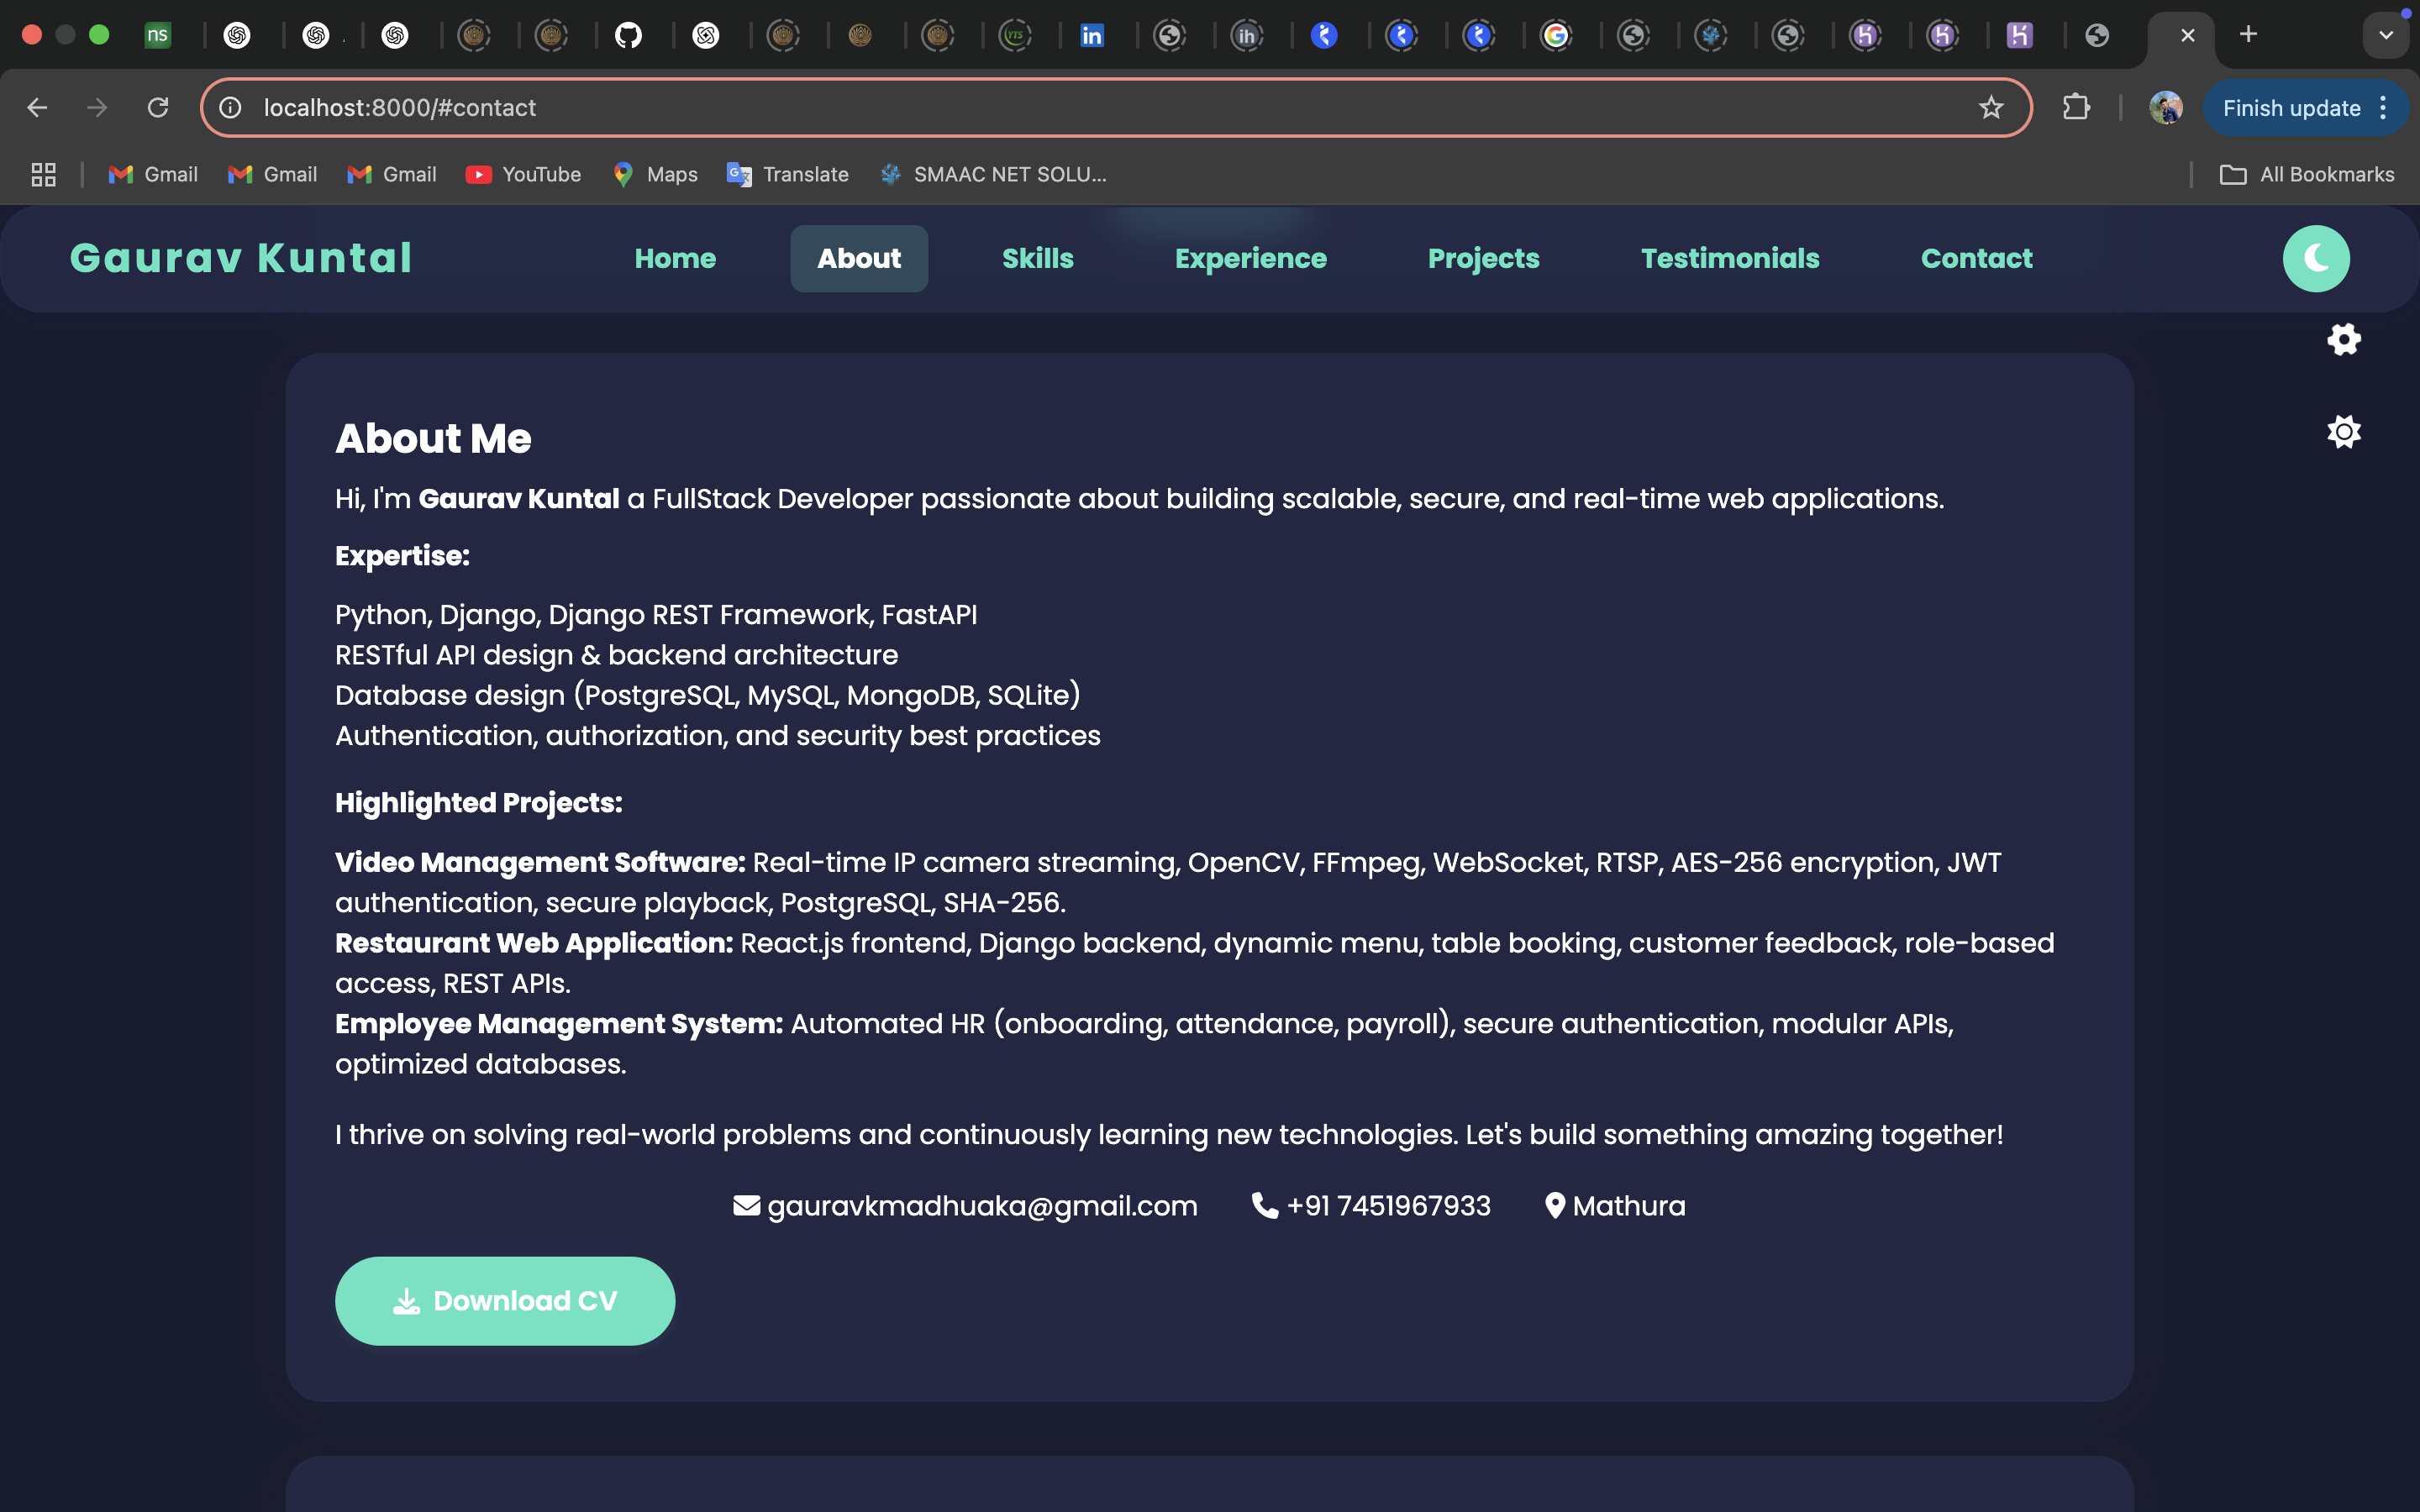 ns
YTS
in
ih
localhost:8000/#contact
Finish update
Gmail
Gmail
Gmail
YouTube
Maps
Translate
SMAAC NET SOLU...
All Bookmarks
Gaurav Kuntal
Home
About
Skills
Experience
Projects
Testimonials
Contact
About Me
Hi, I'm Gaurav Kuntal a FullStack Developer passionate about building scalable, secure, and real-time web applications.
Expertise:
Python, Django, Django REST Framework, FastAPI
RESTful API design & backend architecture
Database design (PostgreSQL, MySQL, MongoDB, SQLite)
Authentication, authorization, and security best practices
Highlighted Projects:
Video Management Software: Real-time IP camera streaming, OpenCV, FFmpeg, WebSocket, RTSP, AES-256 encryption, JWT
authentication, secure playback, PostgreSQL, SHA-256.
Restaurant Web Application: React.js frontend, Django backend, dynamic menu, table booking, customer feedback, role-based
access, REST APIs.
Employee Management System: Automated HR (onboarding, attendance, payroll), secure authentication, modular APIs,
optimized databases.
I thrive on solving real-world problems and continuously learning new technologies. Let's build something amazing together!
gauravkmadhuaka@gmail.com
+91 7451967933
Mathura
Download CV